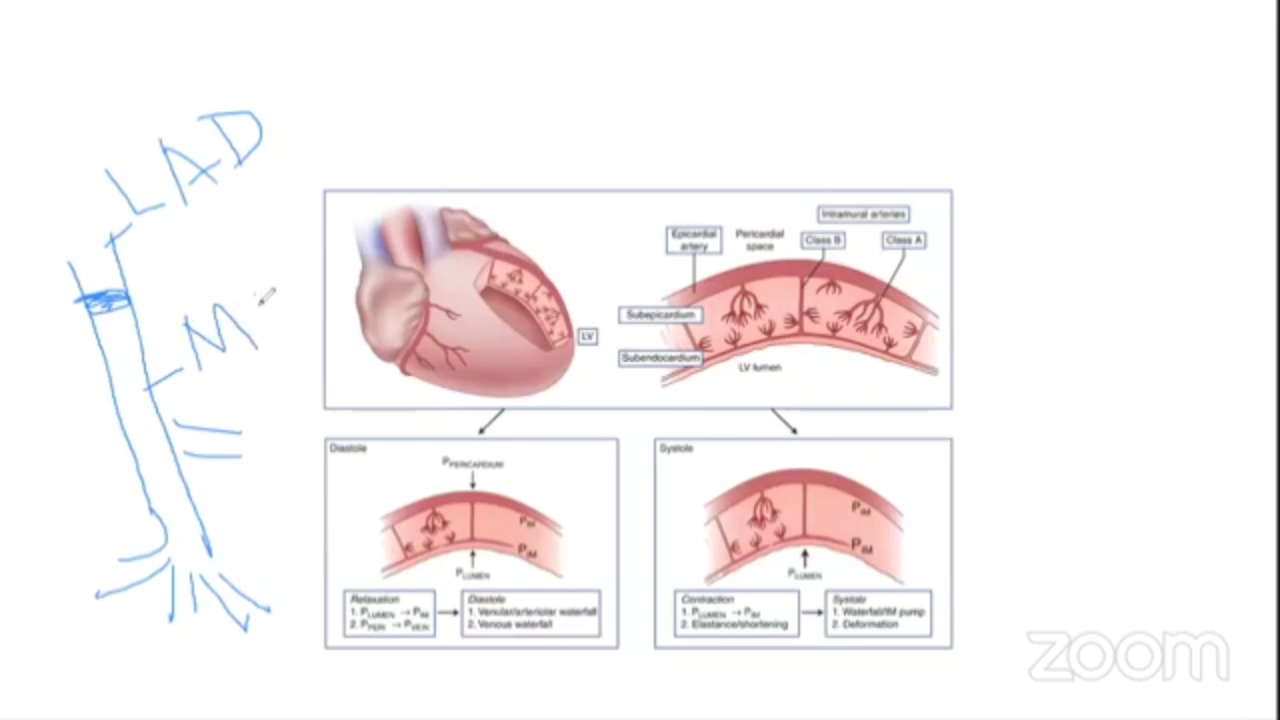 LAD
M
Intramural arteries
Epicardial
artery
Pericardial
space
Class B
Class A
Subepicardium
LV
Subendocardium
LV lumen
Diastole
PPERICARDIUM
PIM
PIM
PLUMEN
Relaxation
1. PLUMEN → PIM
2. PPERI → PVEIN
Diastole
1. Venular/arteriolar waterfall
2. Venous waterfall
Systole
PIM
PIM
PLUMEN
Contraction
1. PLUMEN → PIM
2. Elastance/shortening
Systole
1. Waterfall/IM pump
2. Deformation
zoom